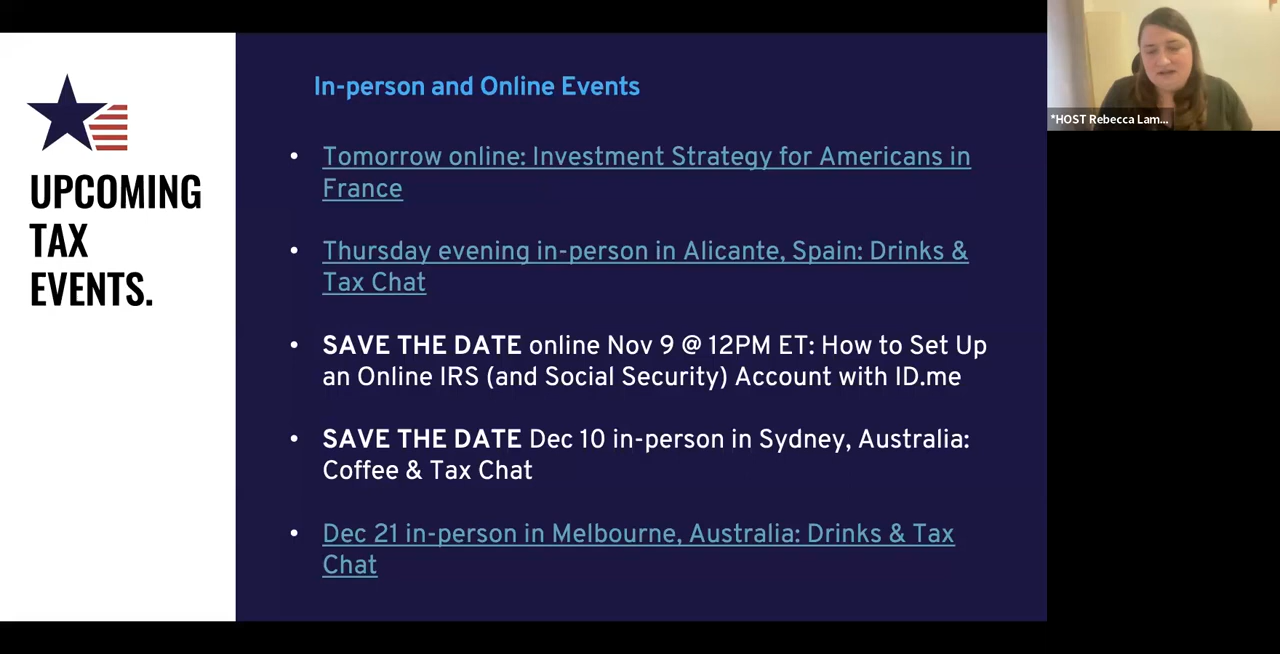 In-person and Online Events
UPCOMING
TAX
EVENTS.
• Tomorrow online: Investment Strategy for Americans in
France
• Thursday evening in-person in Alicante, Spain: Drinks &
Tax Chat
• SAVE THE DATE online Nov 9 @ 12PM ET: How to Set Up
an Online IRS (and Social Security) Account with ID.me
• SAVE THE DATE Dec 10 in-person in Sydney, Australia:
Coffee & Tax Chat
• Dec 21 in-person in Melbourne, Australia: Drinks & Tax
Chat
*HOST Rebecca Lam...